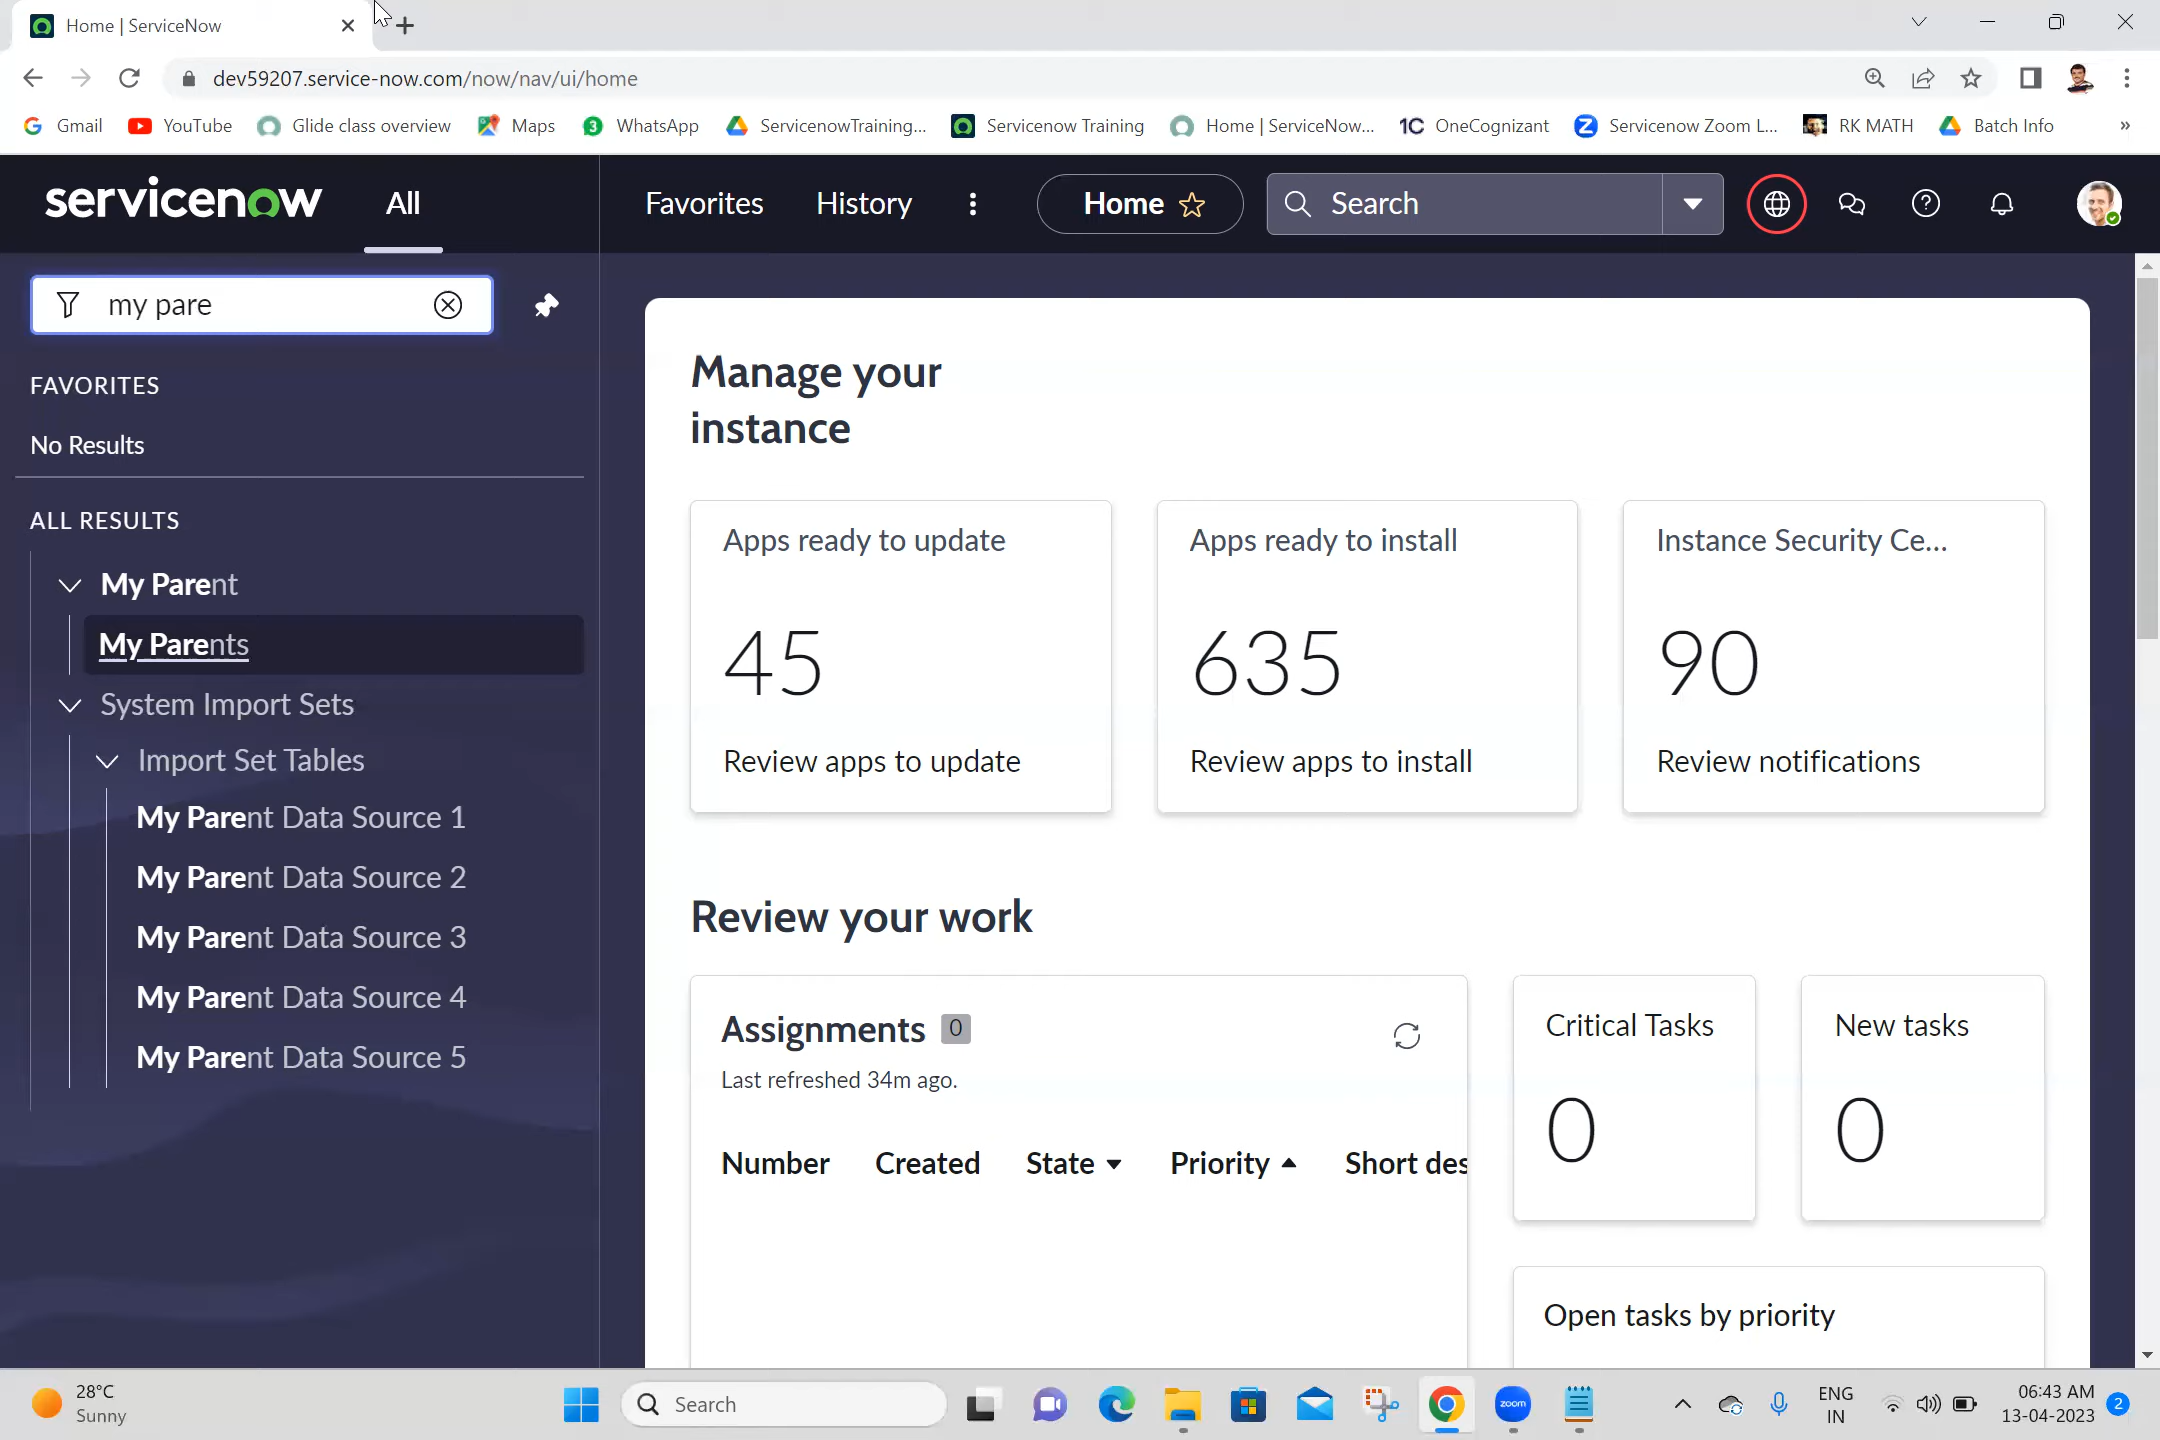 Home | ServiceNow
dev59207.service-now.com/now/nav/ui/home
Gmail
YouTube
Glide class overview
Maps
3
WhatsApp
ServicenowTraining...
Servicenow Training
Home | ServiceNow...
1C
OneCognizant
Z
Servicenow Zoom L...
RK MATH
Batch Info
»
servicenow
All
Favorites
History
Home
Search
my pare
FAVORITES
No Results
ALL RESULTS
My Parent
My Parents
System Import Sets
Import Set Tables
My Parent Data Source 1
My Parent Data Source 2
My Parent Data Source 3
My Parent Data Source 4
My Parent Data Source 5
Manage your
instance
Apps ready to update
45
Review apps to update
Apps ready to install
635
Review apps to install
Instance Security Ce...
90
Review notifications
Review your work
Assignments 0
Last refreshed 34m ago.
Number Created State Priority Short des
Critical Tasks
0
New tasks
0
Open tasks by priority
28°C
Sunny
Search
zoom
ENG
IN
06:43 AM
13-04-2023
2